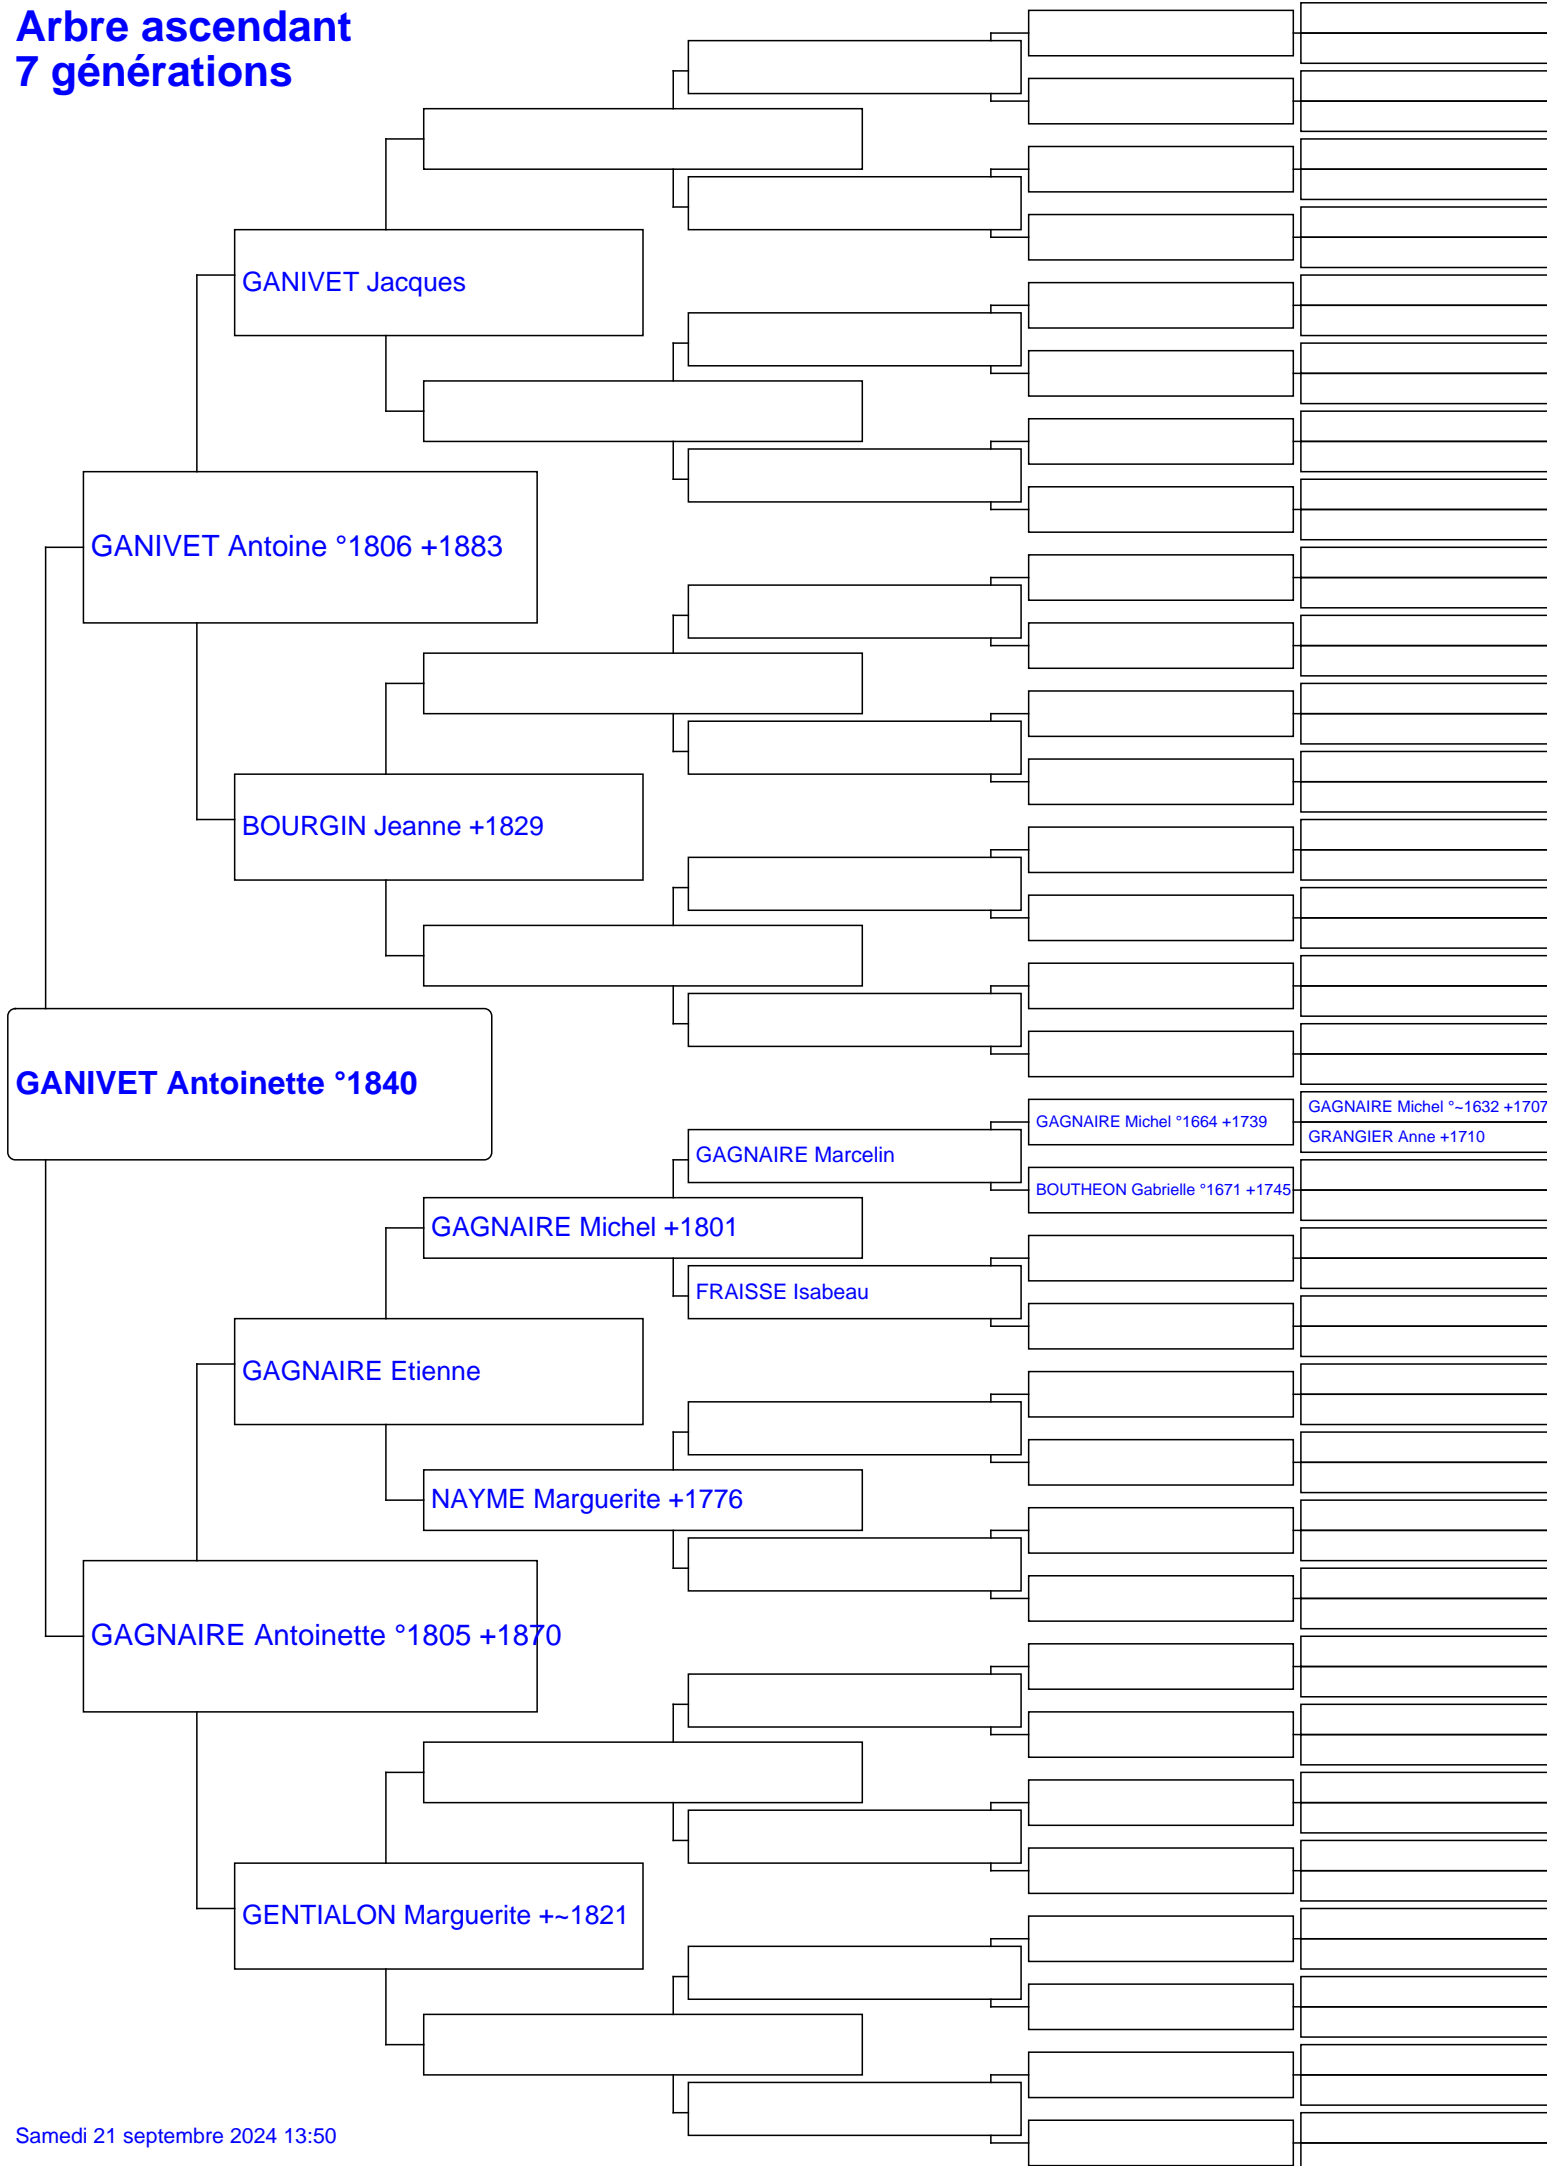 Arbre ascendant
7 générations
GANIVET Jacques
GANIVET Antoine °1806 +1883
BOURGIN Jeanne +1829
GANIVET Antoinette °1840
GAGNAIRE Michel °1664 +1739
GAGNAIRE Michel °~1632 +1707
GRANGIER Anne +1710
GAGNAIRE Marcelin
BOUTHEON Gabrielle °1671 +1745
GAGNAIRE Michel +1801
FRAISSE Isabeau
GAGNAIRE Etienne
NAYME Marguerite +1776
GAGNAIRE Antoinette °1805 +1870
GENTIALON Marguerite +~1821
Samedi 21 septembre 2024 13:50